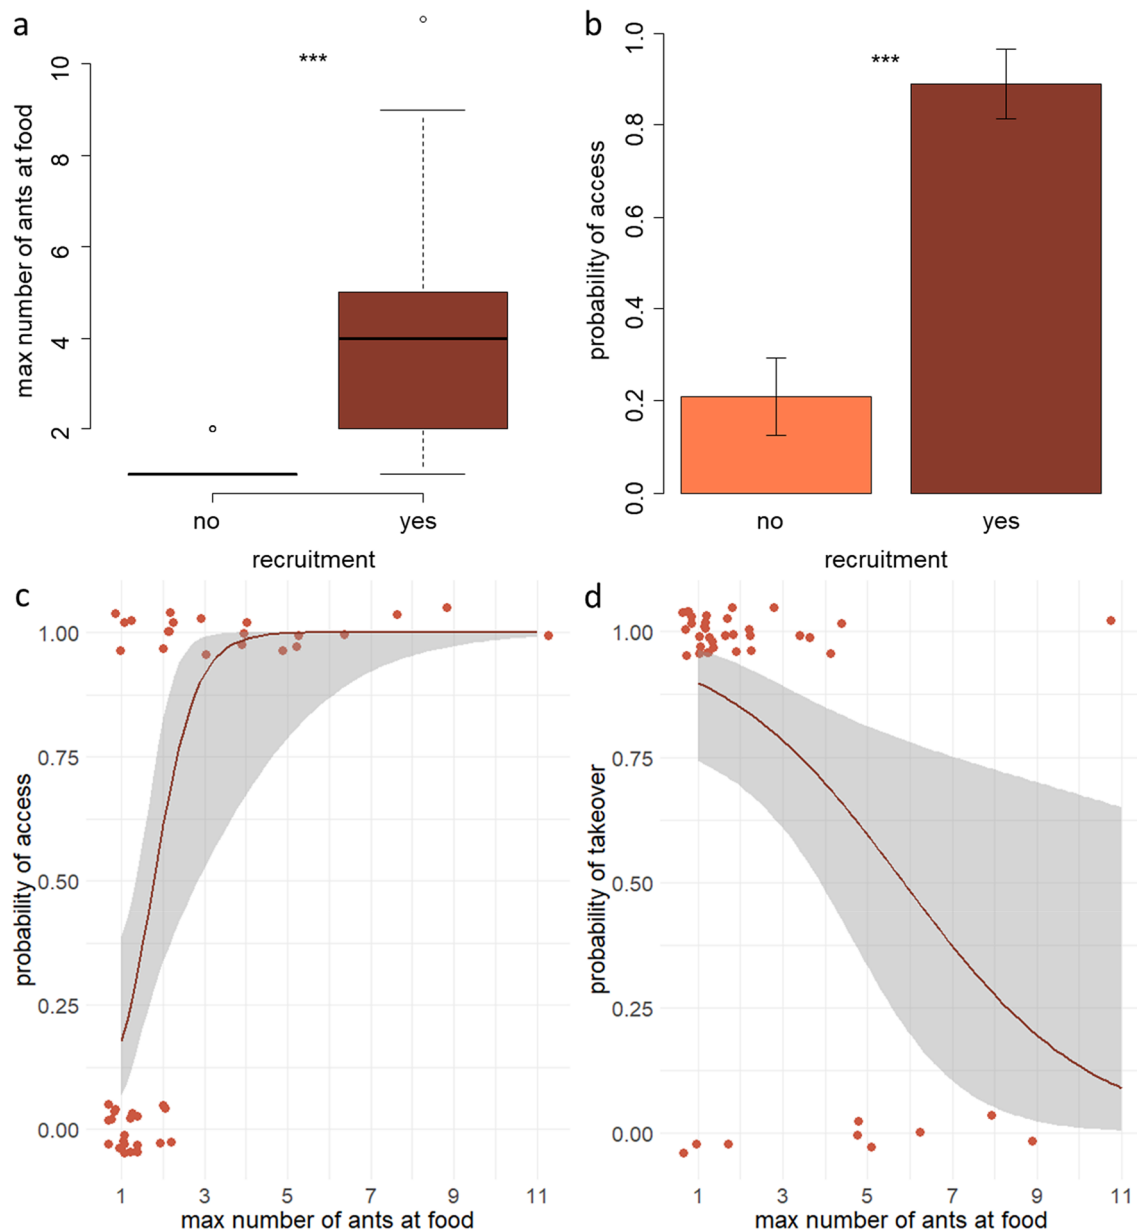 a
max number of ants at food
10
8
6
4
2
***
no
yes
recruitment
b
probability of access
1.0
0.8
0.6
0.4
0.2
0.0
***
no
yes
recruitment
c
probability of access
1.00
0.75
0.50
0.25
0.00
1 3 5 7 9 11
max number of ants at food
d
probability of takeover
1.00
0.75
0.50
0.25
0.00
1 3 5 7 9 11
max number of ants at food